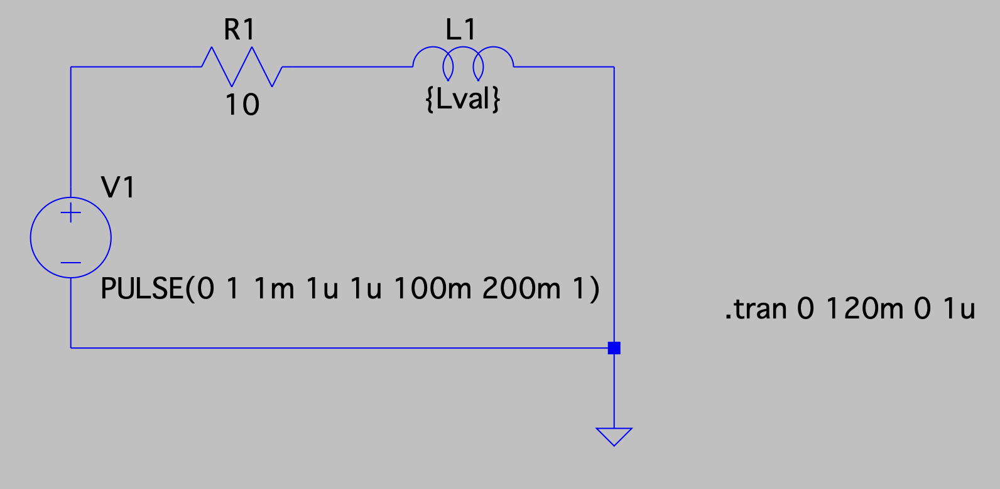 R1
L1
10
{Lval}
V1
+
−
PULSE(0 1 1m 1u 1u 100m 200m 1)
.tran 0 120m 0 1u